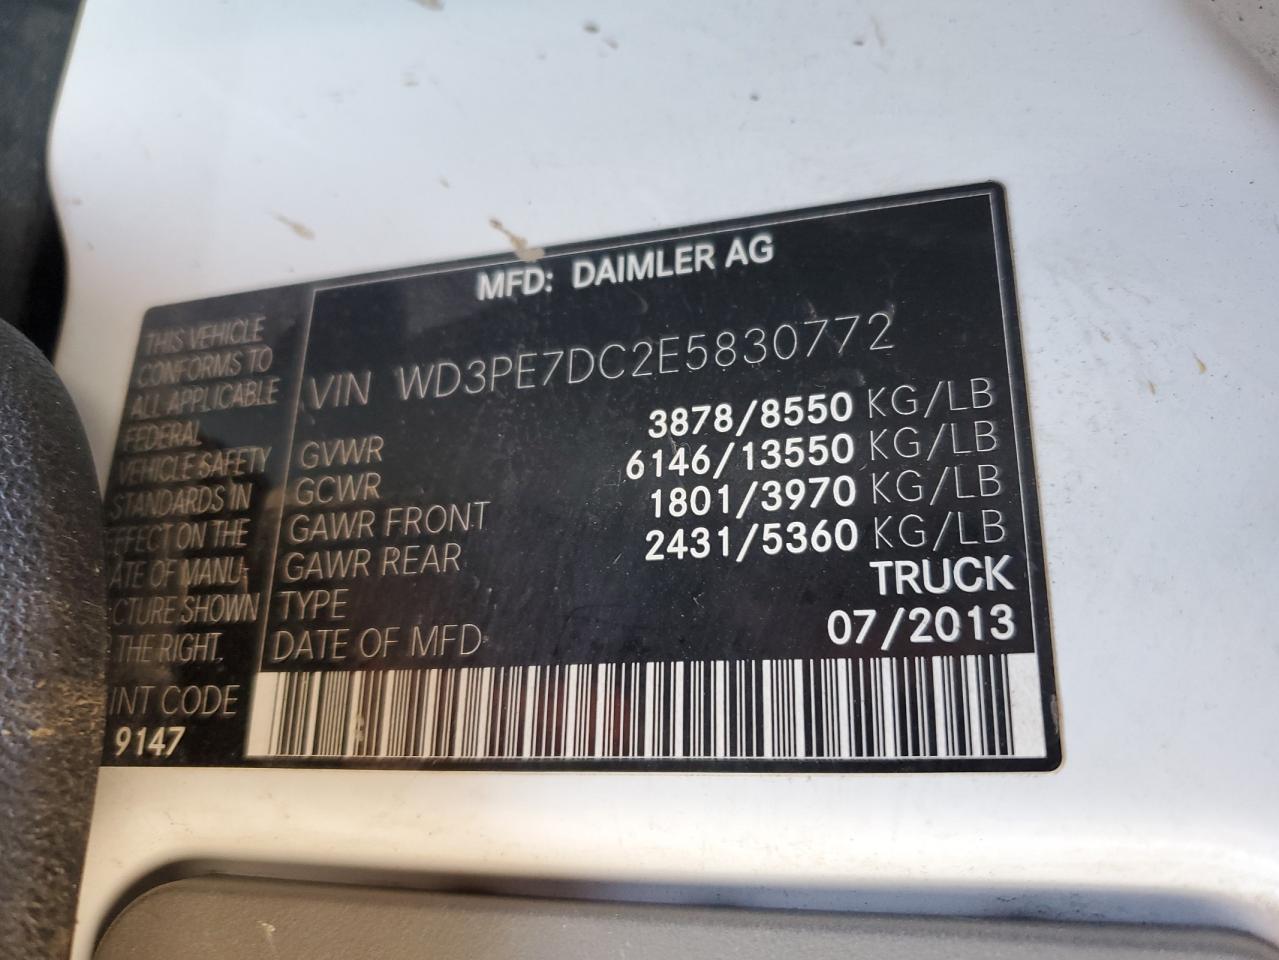 MFD: DAIMLER AG
THIS VEHICLE
CONFORMS TO
ALL APPLICABLE
FEDERAL
VEHICLE SAFETY
STANDARDS IN
EFFECT ON THE
ATE OF MANU-
CTURE SHOWN
THE RIGHT.
INT CODE
9147
VIN WD3PE7DC2E5830772
GVWR 3878/8550 KG/LB
GCWR 6146/13550 KG/LB
GAWR FRONT 1801/3970 KG/LB
GAWR REAR 2431/5360 KG/LB
TYPE TRUCK
DATE OF MFD 07/2013